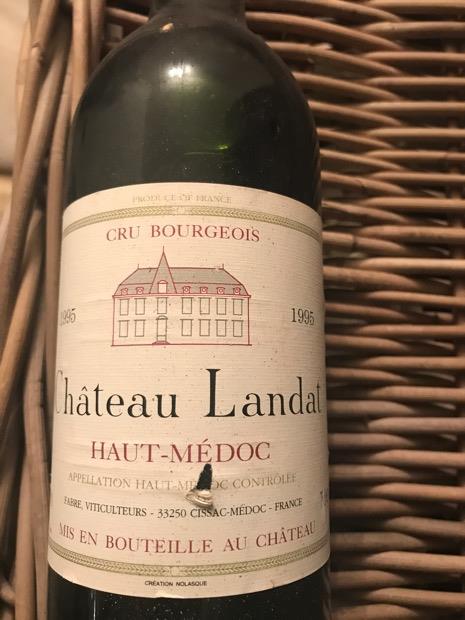 PRODUCE OF FRANCE
CRU BOURGEOIS
1995 1995
Château Landat
HAUT-MÉDOC
APPELLATION HAUT-MÉDOC CONTRÔLÉE
FABRE, VITICULTEURS - 33250 CISSAC-MÉDOC - FRANCE
MIS EN BOUTEILLE AU CHÂTEAU
CRÉATION NOLASQUE